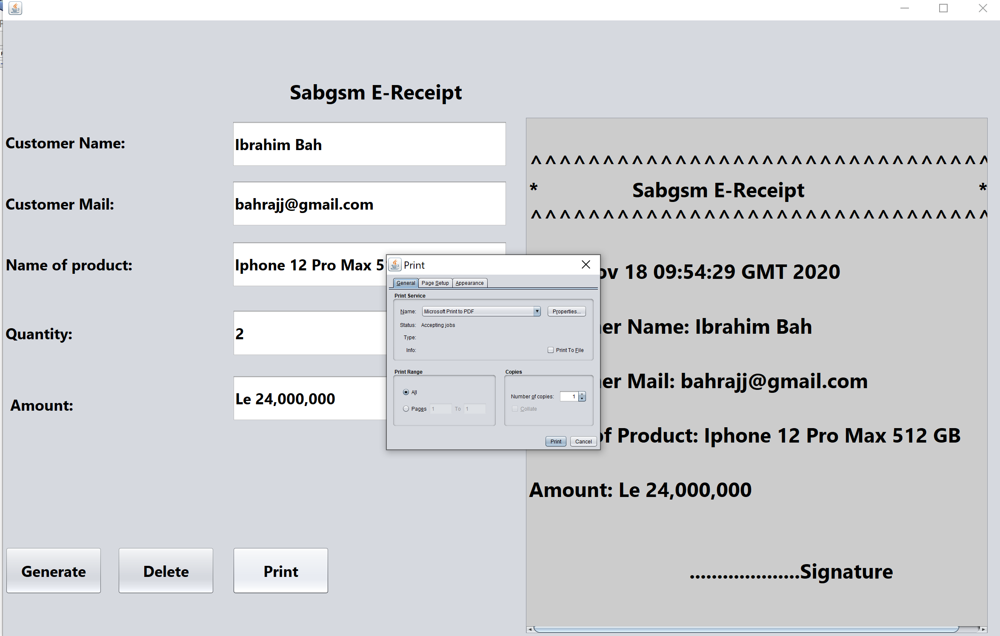 Sabgsm E-Receipt
Customer Name:
Ibrahim Bah
Customer Mail:
bahrajj@gmail.com
Name of product:
Iphone 12 Pro Max
Quantity:
2
Amount:
Le 24,000,000
Generate
Delete
Print
^^^^^^^^^^^^^^^^^^^^^^^^^^^^^^^^
* Sabgsm E-Receipt *
^^^^^^^^^^^^^^^^^^^^^^^^^^^^^^^^
18 09:54:29 GMT 2020
Name: Ibrahim Bah
Mail: bahrajj@gmail.com
of Product: Iphone 12 Pro Max 512 GB
Amount: Le 24,000,000
....................Signature
Print
General
Page Setup
Appearance
Print Service
Name:
Microsoft Print to PDF
Properties...
Status: Accepting jobs
Type:
Info:
Print To File
Print Range
All
Pages 1 To 1
Copies
Number of copies: 1
Collate
Print
Cancel